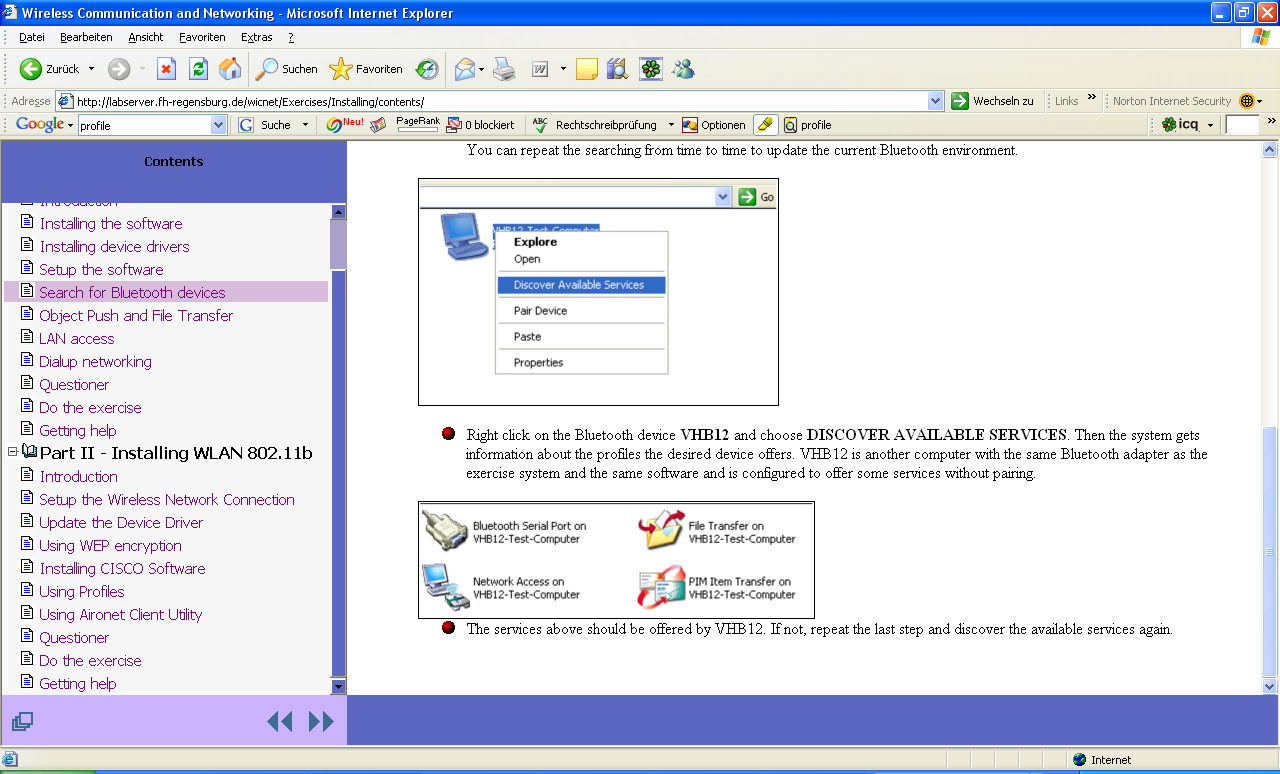 Wireless Communication and Networking - Microsoft Internet Explorer
Datei Bearbeiten Ansicht Favoriten Extras ?
Zurück Suchen Favoriten
Adresse http://labserver.fh-regensburg.de/winet/Exercises/Installing/contents/ Wechseln zu Links » Norton Internet Security
Google profile G Suche New! PageRank 0 blockiert ABC Rechtschreibprüfung Optionen profile icq »
Contents
Introduction
Installing the software
Installing device drivers
Setup the software
Search for Bluetooth devices
Object Push and File Transfer
LAN access
Dialup networking
Questioner
Do the exercise
Getting help
Part II - Installing WLAN 802.11b
Introduction
Setup the Wireless Network Connection
Update the Device Driver
Using WEP encryption
Installing CISCO Software
Using Profiles
Using Aironet Client Utility
Questioner
Do the exercise
Getting help
You can repeat the searching from time to time to update the current Bluetooth environment.
Go
VHB12-Test-Computer
Explore
Open
Discover Available Services
Pair Device
Paste
Properties
Right click on the Bluetooth device VHB12 and choose DISCOVER AVAILABLE SERVICES. Then the system gets
information about the profiles the desired device offers. VHB12 is another computer with the same Bluetooth adapter as the
exercise system and the same software and is configured to offer some services without pairing.
Bluetooth Serial Port on
VHB12-Test-Computer
File Transfer on
VHB12-Test-Computer
Network Access on
VHB12-Test-Computer
PIM Item Transfer on
VHB12-Test-Computer
The services above should be offered by VHB12. If not, repeat the last step and discover the available services again.
Internet